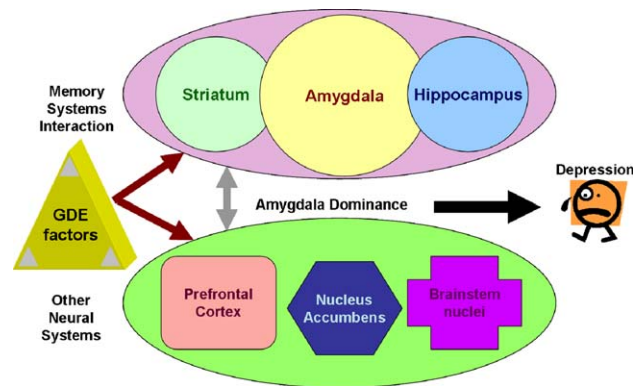 Memory
Systems
Interaction
Striatum
Amygdala
Hippocampus
GDE
factors
Amygdala Dominance
Depression
Other
Neural
Systems
Prefrontal
Cortex
Nucleus
Accumbens
Brainstem
nuclei